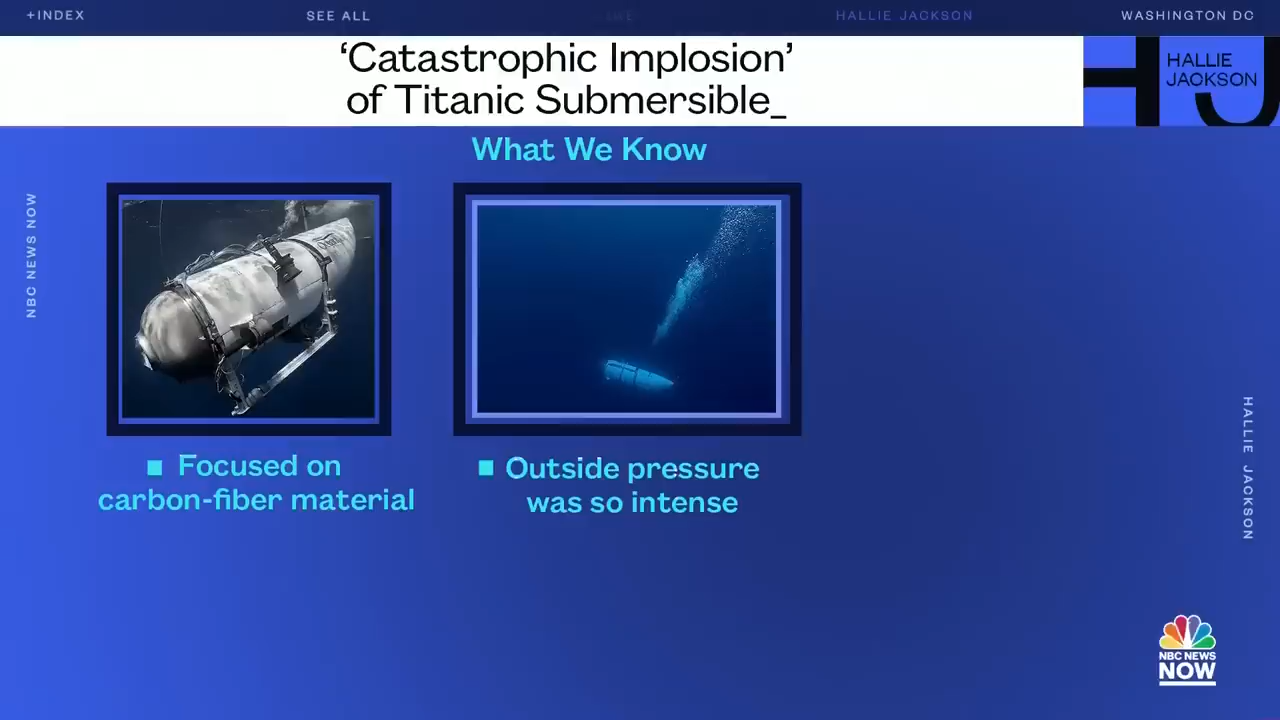 +INDEX
SEE ALL
HALLIE JACKSON
WASHINGTON DC
‘Catastrophic Implosion’
of Titanic Submersible_
HALLIE
JACKSON
What We Know
NBC NEWS NOW
■ Focused on
carbon-fiber material
■ Outside pressure
was so intense
HALLIE JACKSON
NBC NEWS
NOW